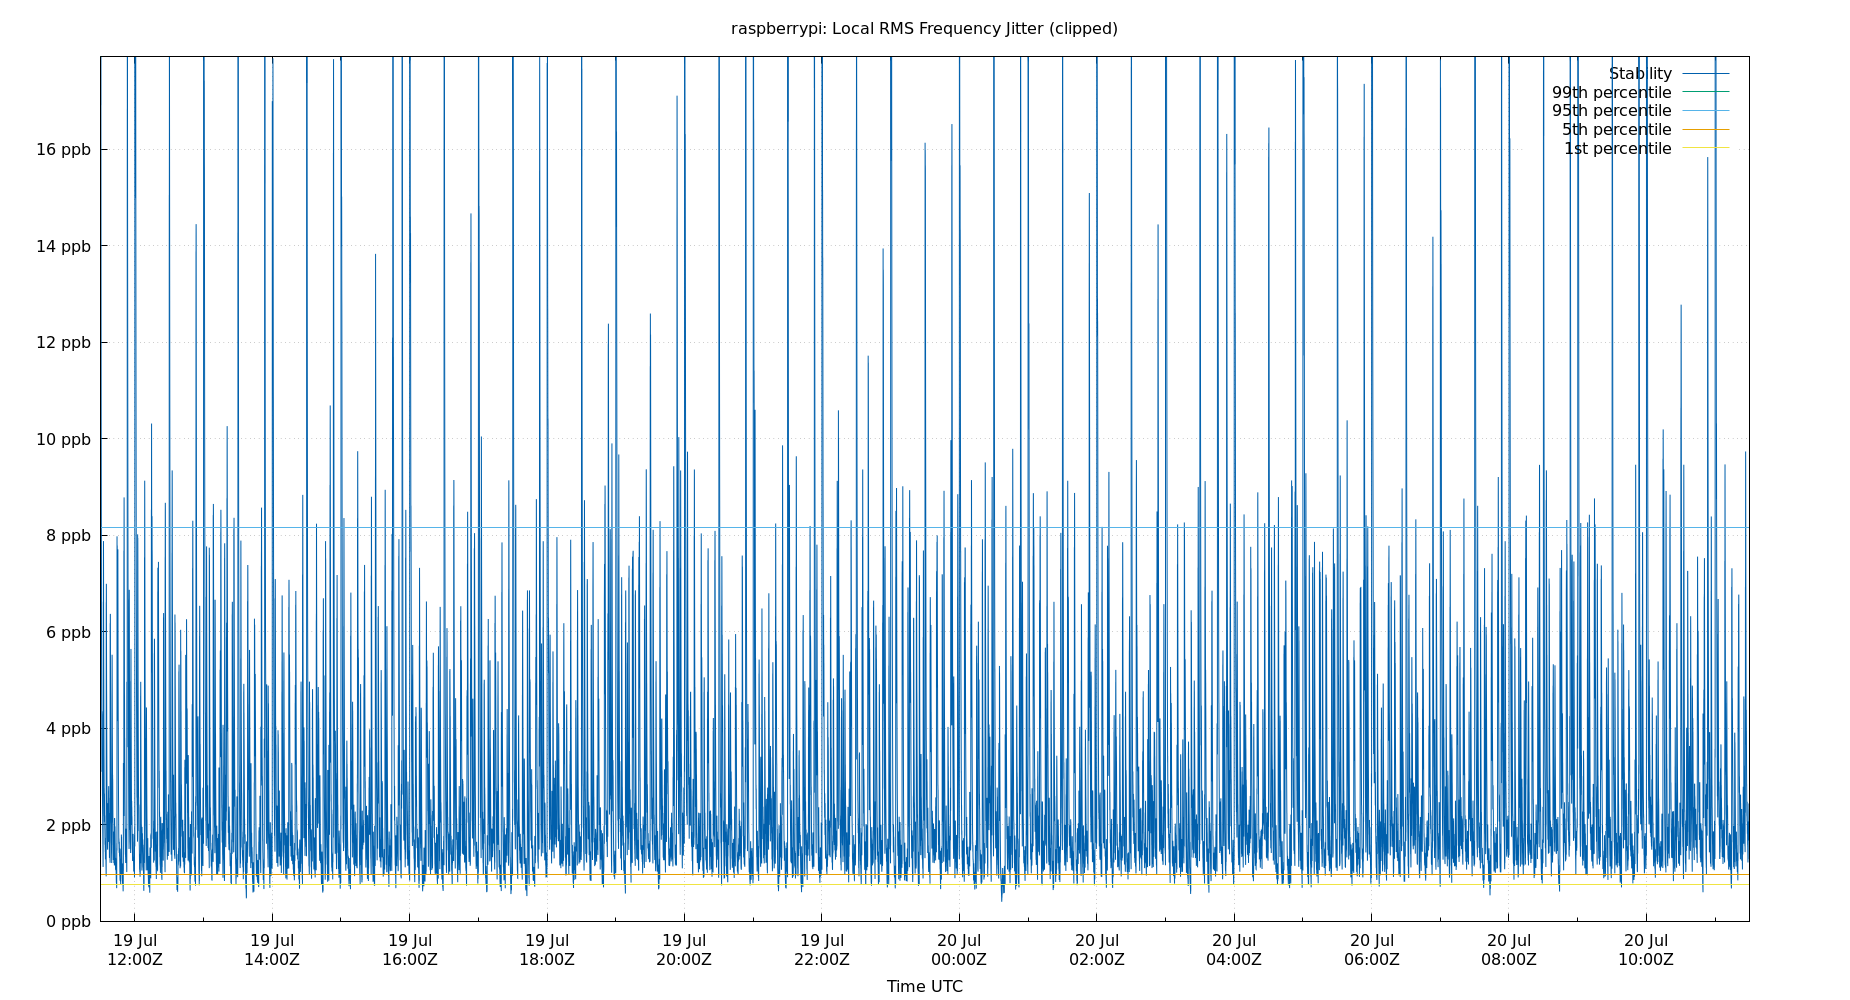 raspberrypi: Local RMS Frequency Jitter (clipped)
Stability
99th percentile
95th percentile
5th percentile
1st percentile
16 ppb
14 ppb
12 ppb
10 ppb
8 ppb
6 ppb
4 ppb
2 ppb
0 ppb
19 Jul 19 Jul 19 Jul 19 Jul 19 Jul 19 Jul 20 Jul 20 Jul 20 Jul 20 Jul 20 Jul 20 Jul
12:00Z 14:00Z 16:00Z 18:00Z 20:00Z 22:00Z 00:00Z 02:00Z 04:00Z 06:00Z 08:00Z 10:00Z
Time UTC